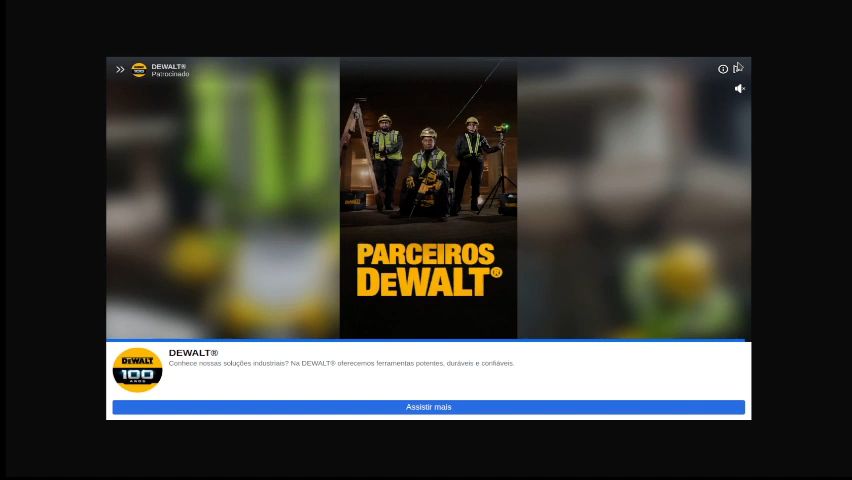 DEWALT®
Patrocinado
PARCEIROS
DEWALT®
DEWALT
100
ANOS
DEWALT®
Conhece nossas soluções industriais? Na DEWALT® oferecemos ferramentas potentes, duráveis e confiáveis.
Assistir mais